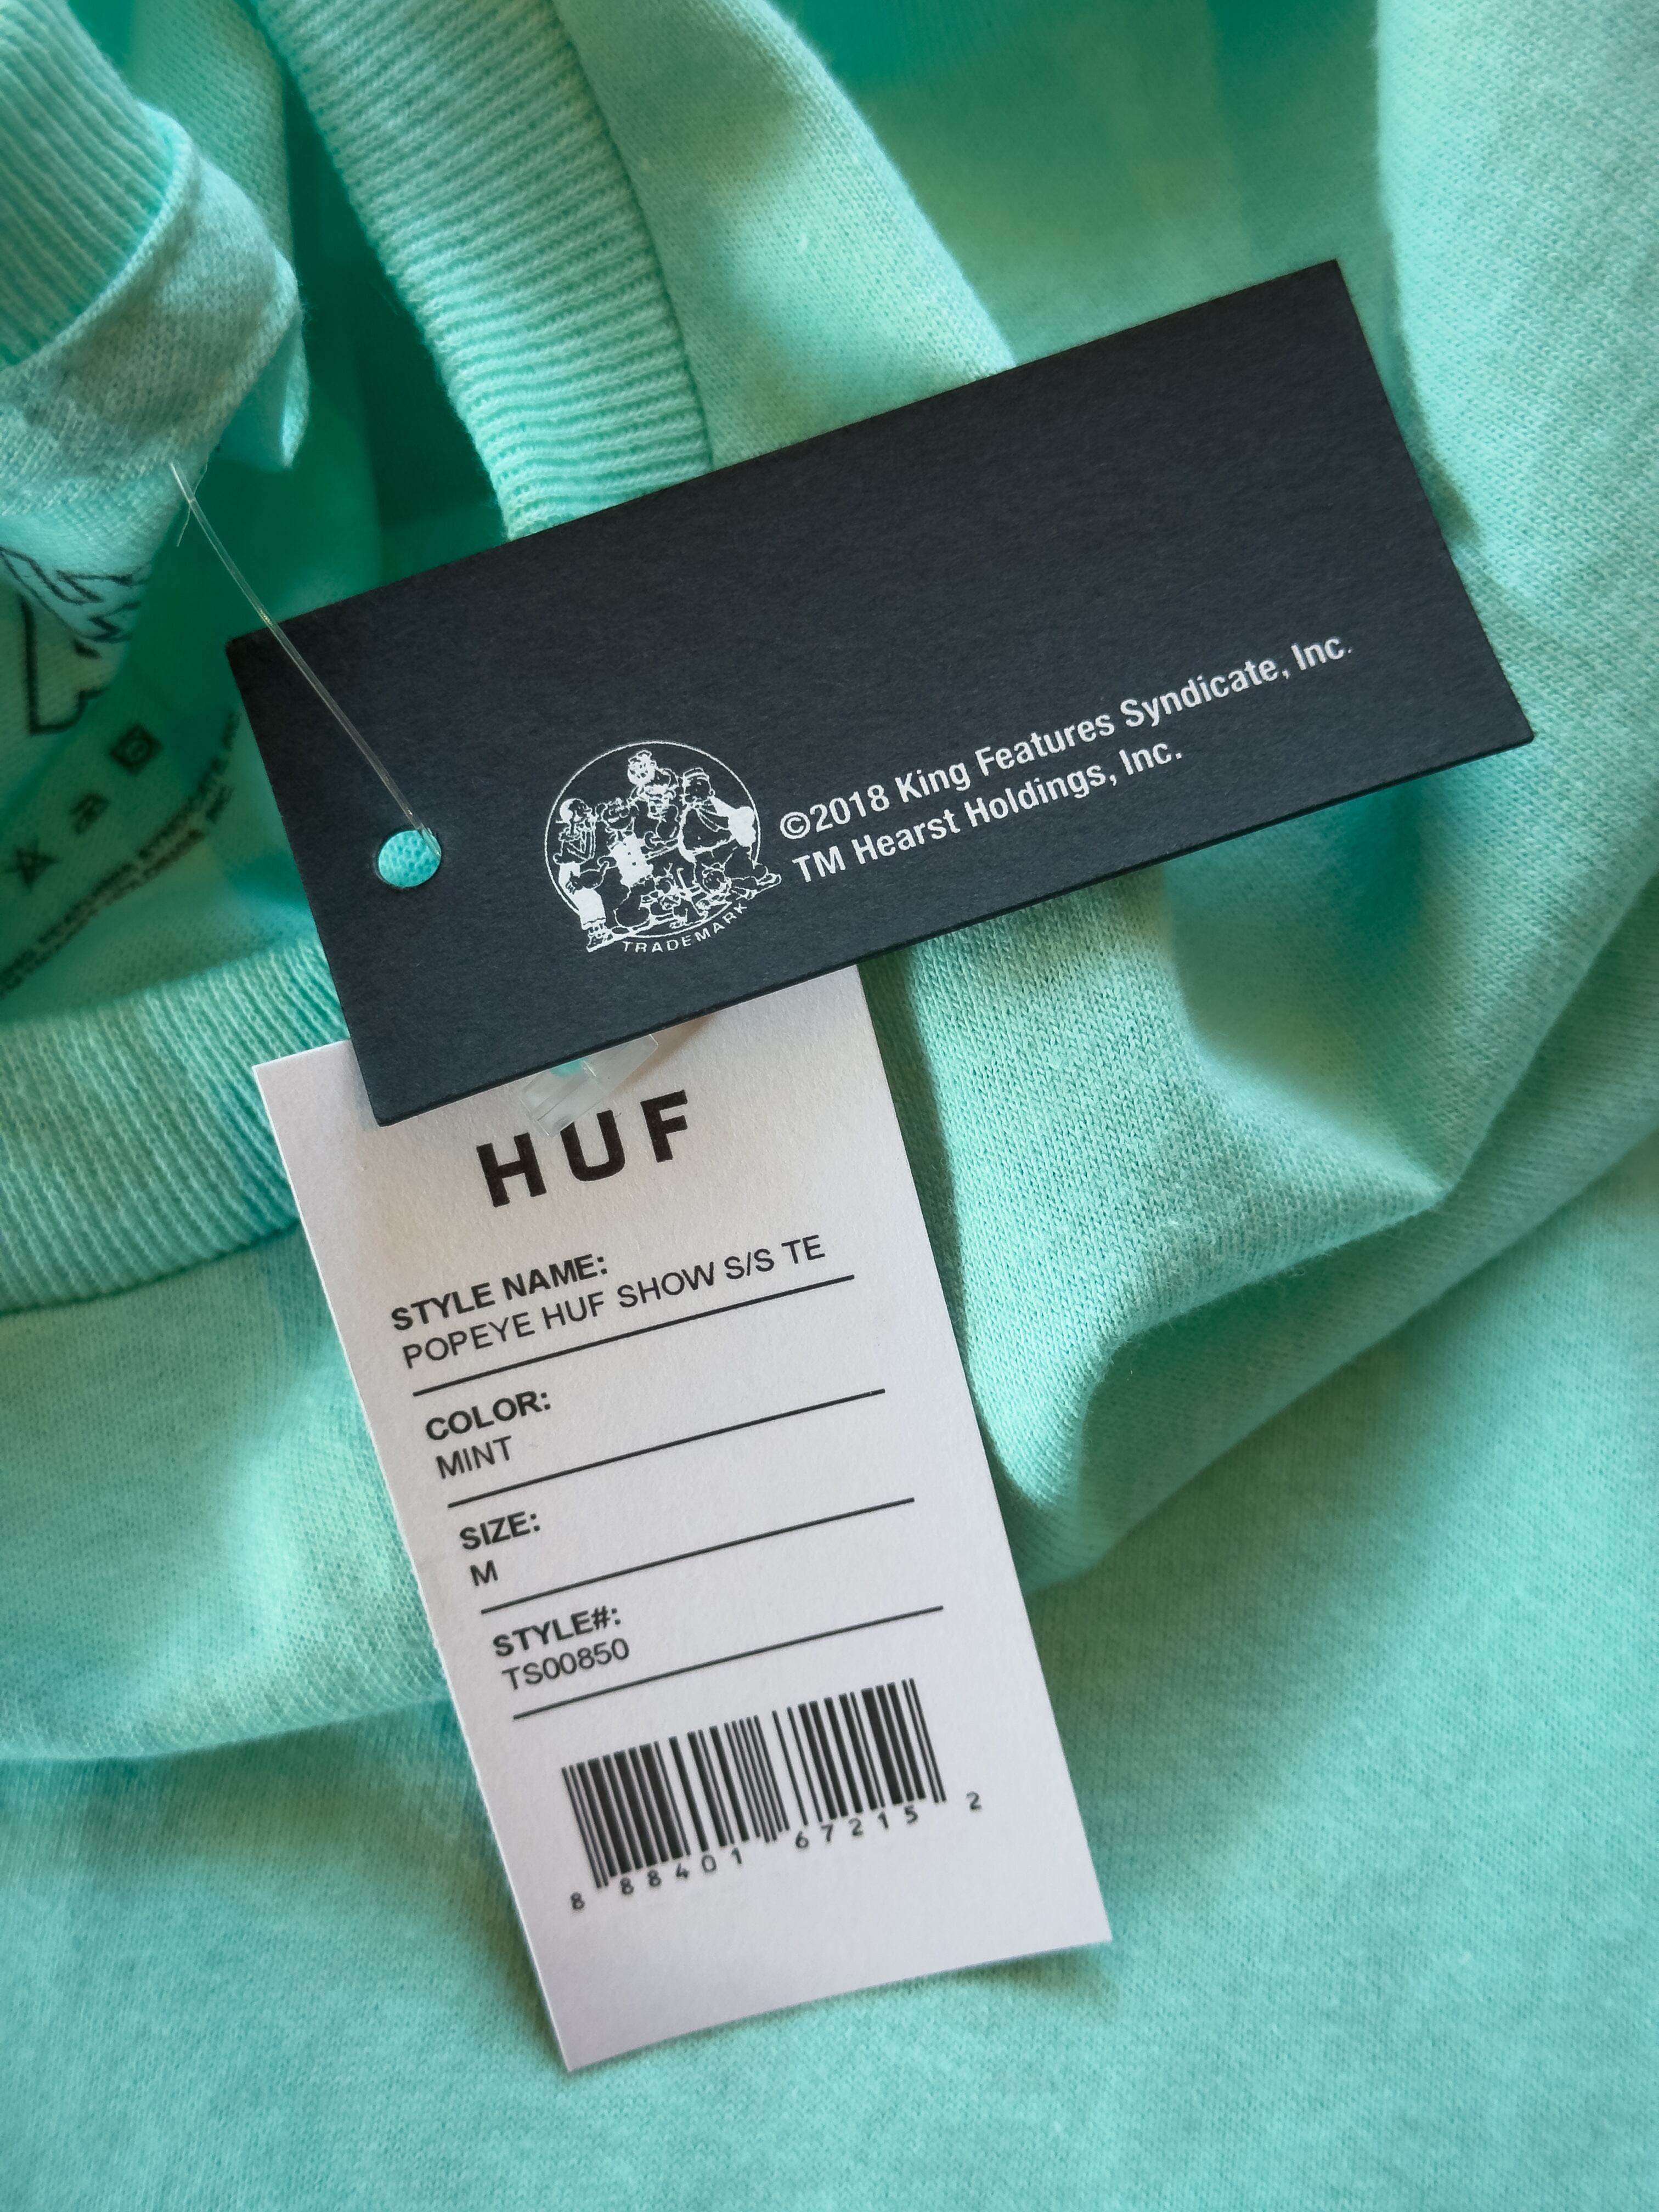 ©2018 King Features Syndicate, Inc.
TM Hearst Holdings, Inc.
TRADEMARK
HUF
STYLE NAME:
POPEYE HUF SHOW S/S TE
COLOR:
MINT
SIZE:
M
STYLE#:
TS00850
8 88401 67215 2